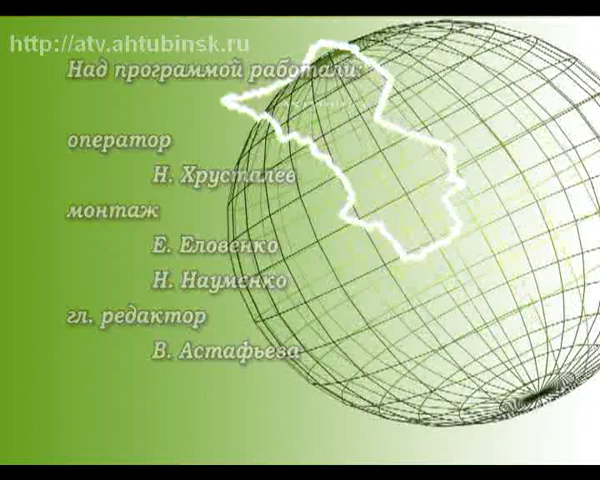 http://atv.ahtubinsk.ru
Над программой работали:
оператор
Н. Хрусталев
монтаж
Е. Еловенко
Н. Науменко
гл. редактор
В. Астафьева